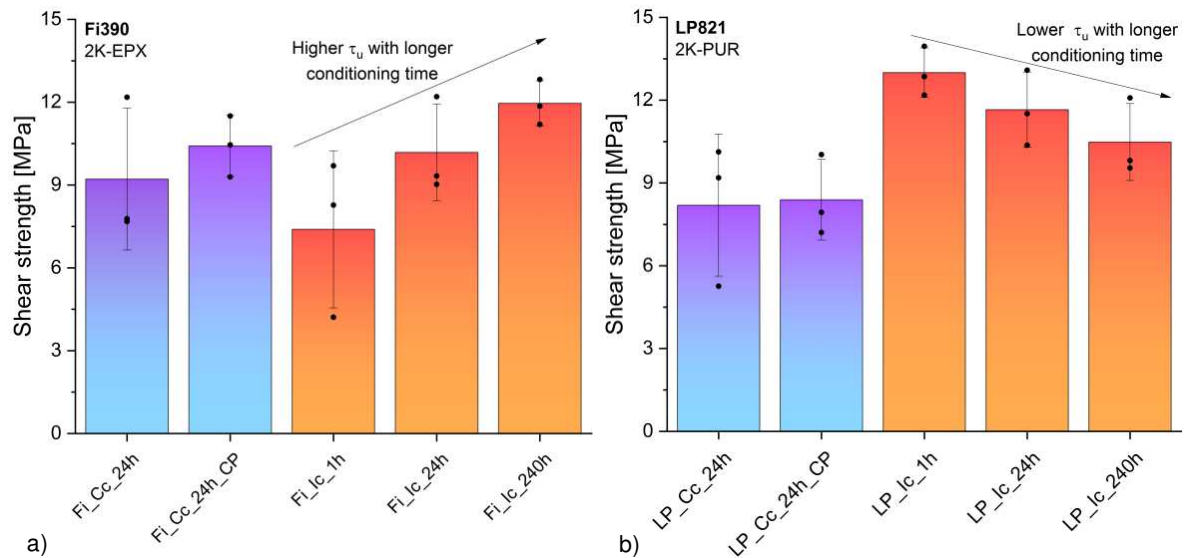 Fi390
2K-EPX
Higher τu with longer
conditioning time
Shear strength [MPa]
15
12
9
6
3
0
Fi_Cc_24h
Fi_Cc_24h_CP
Fi_Ic_1h
Fi_Ic_24h
Fi_Ic_240h
a)
LP821
2K-PUR
Lower τu with longer
conditioning time
Shear strength [MPa]
15
12
9
6
3
0
LP_Cc_24h
LP_Cc_24h_CP
LP_Ic_1h
LP_Ic_24h
LP_Ic_240h
b)